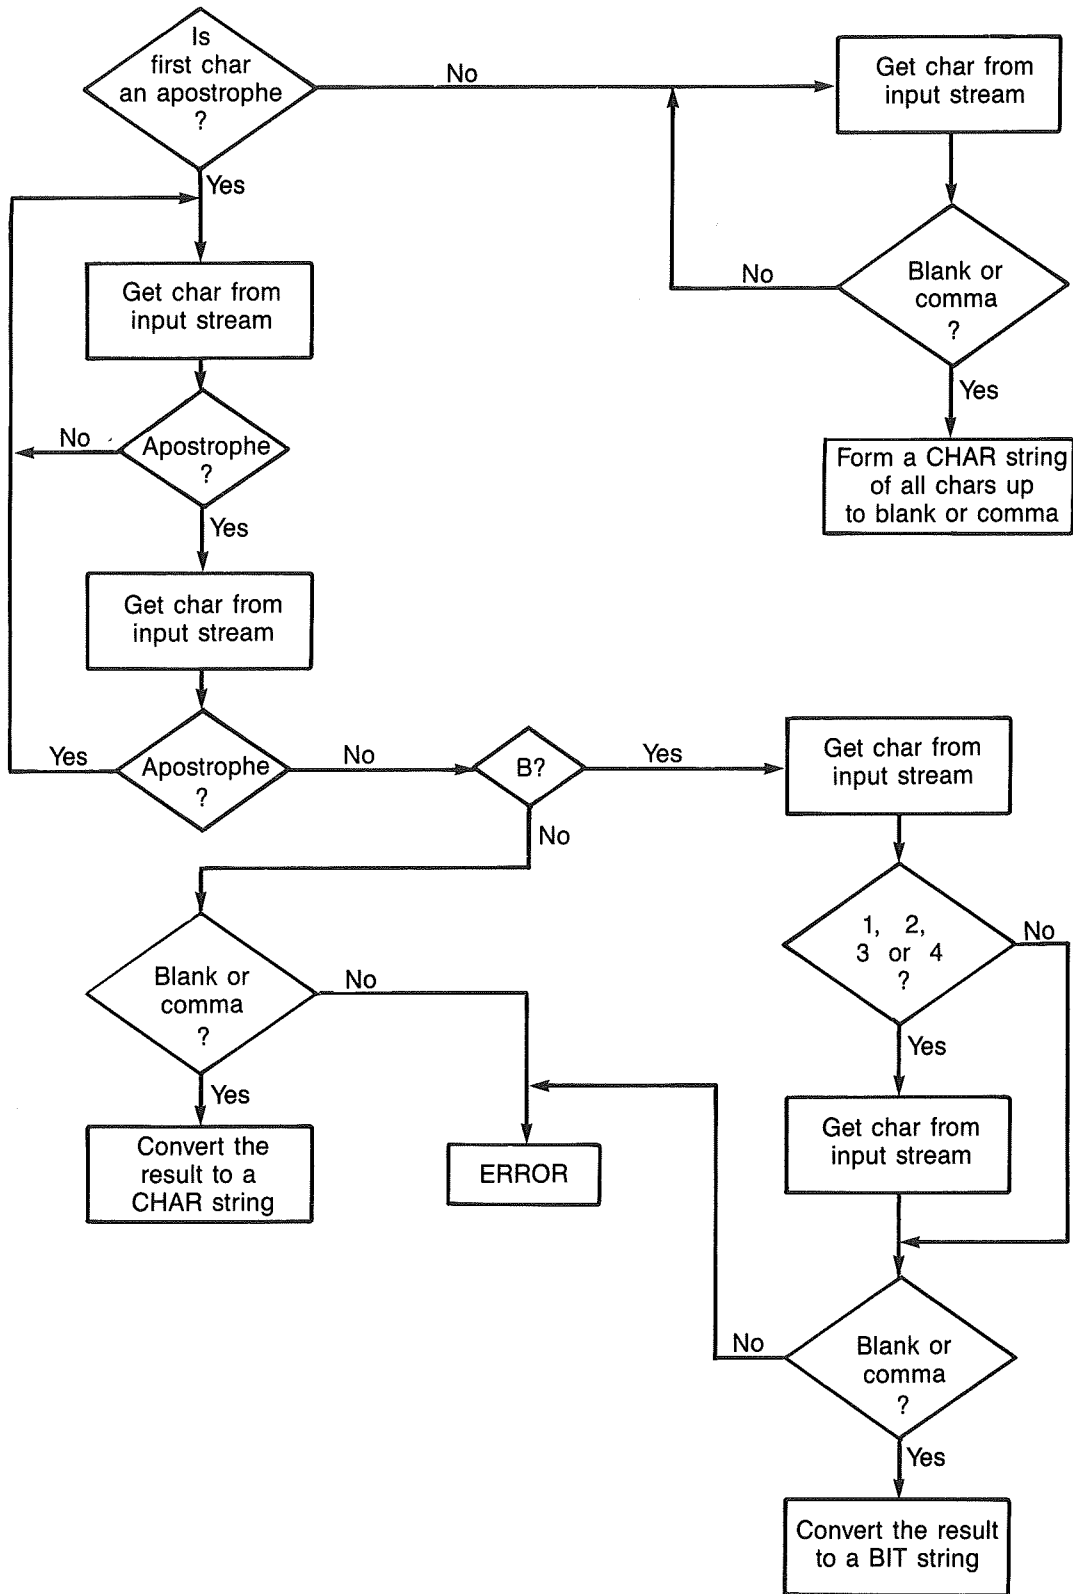 Is
first char
an apostrophe
?
No
Get char from
input stream
Yes
No
Blank or
comma
?
Yes
Form a CHAR string
of all chars up
to blank or comma
Get char from
input stream
No
Apostrophe
?
Yes
Get char from
input stream
Yes
Apostrophe
?
No
B?
Yes
Get char from
input stream
No
1, 2,
3 or 4
?
No
Yes
Blank or
comma
?
No
Yes
Convert the
result to a
CHAR string
ERROR
Get char from
input stream
No
Blank or
comma
?
Yes
Convert the result
to a BIT string